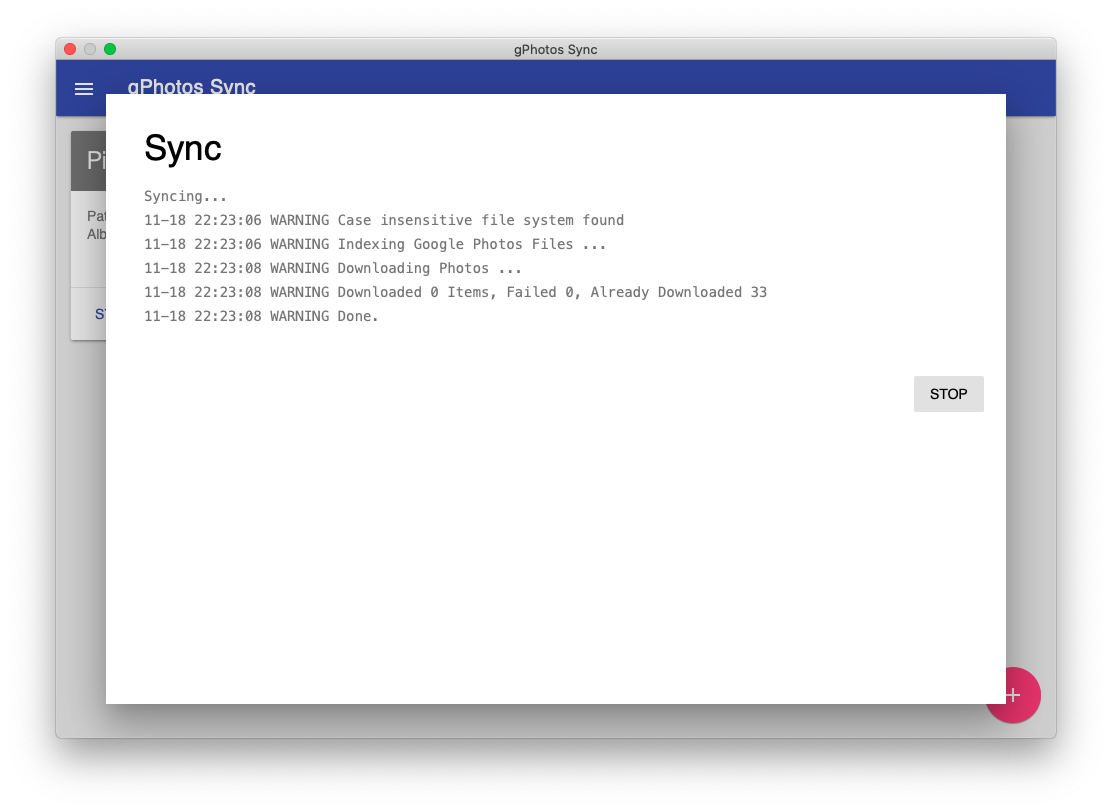 gPhotos Sync
gPhotos Sync
Sync
Syncing...
11-18 22:23:06 WARNING Case insensitive file system found
11-18 22:23:06 WARNING Indexing Google Photos Files ...
11-18 22:23:08 WARNING Downloading Photos ...
11-18 22:23:08 WARNING Downloaded 0 Items, Failed 0, Already Downloaded 33
11-18 22:23:08 WARNING Done.
STOP